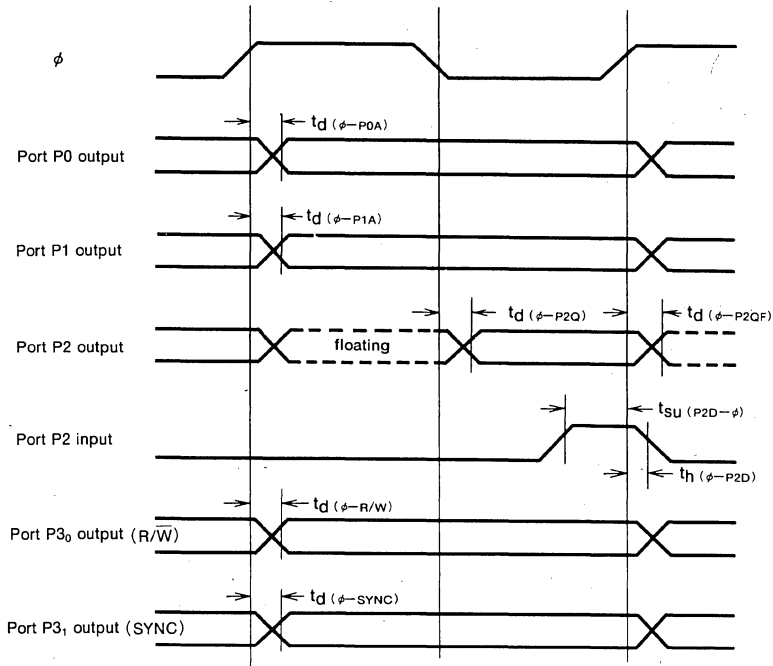 ϕ
td (ϕ–P0A)
Port P0 output
td (ϕ–P1A)
Port P1 output
td (ϕ–P2Q)
td (ϕ–P2QF)
Port P2 output
floating
tSU (P2D–ϕ)
Port P2 input
th (ϕ–P2D)
td (ϕ–R/W)
Port P3₀ output (R/W̅)
td (ϕ–SYNC)
Port P3₁ output (SYNC)